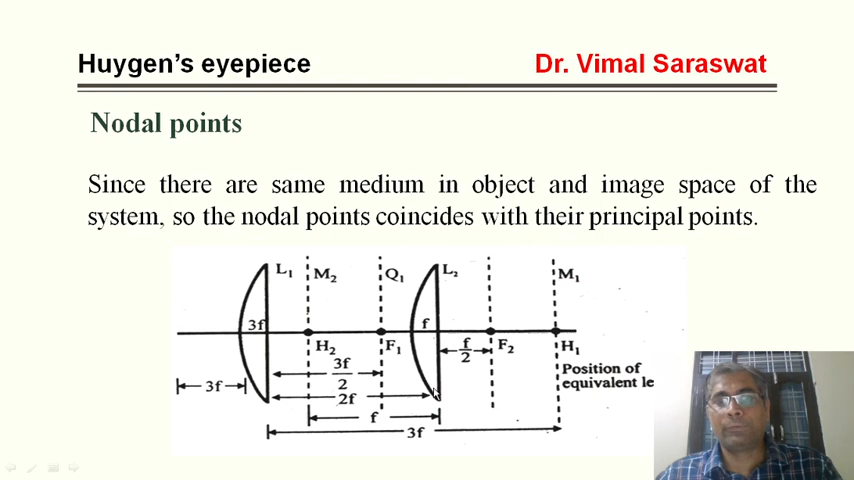 Huygen's eyepiece Dr. Vimal Saraswat
Nodal points
Since there are same medium in object and image space of the
system, so the nodal points coincides with their principal points.
L₁ M₂ Q₁ L₂ M₁
3f f
H₂ F₁ f/2 F₂ H₁
3f/2
Position of
equivalent le
3f
2f
f
3f